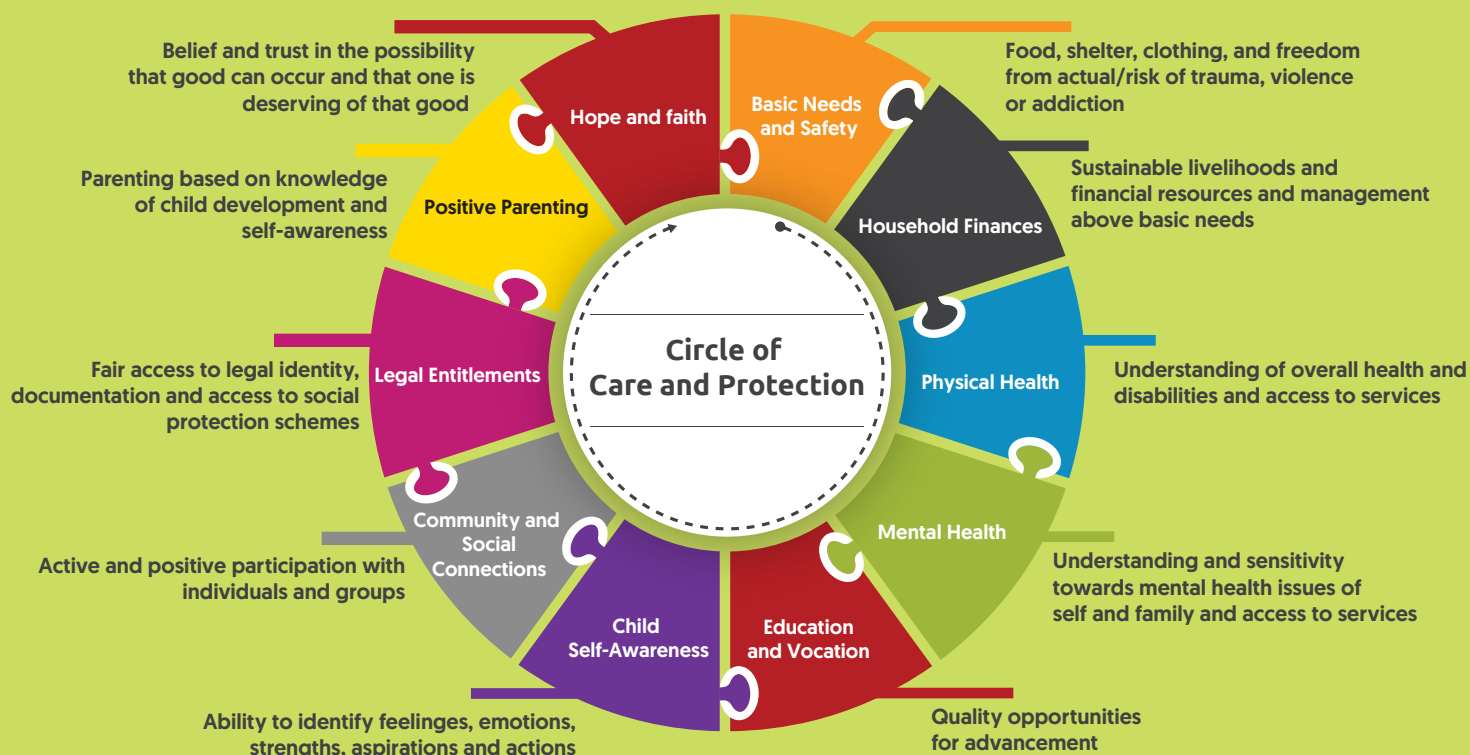 Circle of
Care and Protection
Basic Needs
and Safety
Food, shelter, clothing, and freedom
from actual/risk of trauma, violence
or addiction
Household Finances
Sustainable livelihoods and
financial resources and management
above basic needs
Physical Health
Understanding of overall health and
disabilities and access to services
Mental Health
Understanding and sensitivity
towards mental health issues of
self and family and access to services
Education
and Vocation
Quality opportunities
for advancement
Child
Self-Awareness
Ability to identify feelinges, emotions,
strengths, aspirations and actions
Community and
Social
Connections
Active and positive participation with
individuals and groups
Legal Entitlements
Fair access to legal identity,
documentation and access to social
protection schemes
Positive Parenting
Parenting based on knowledge
of child development and
self-awareness
Hope and faith
Belief and trust in the possibility
that good can occur and that one is
deserving of that good